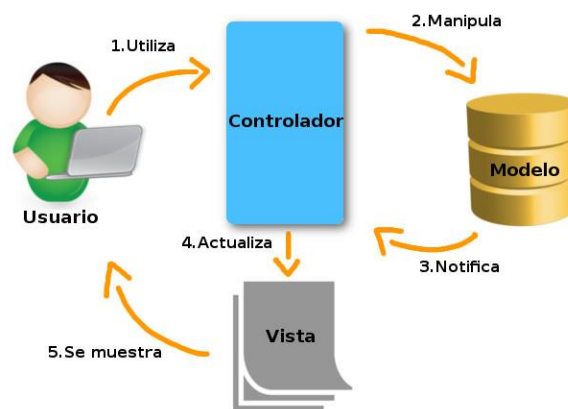 1.Utiliza
2.Manipula
Controlador
Modelo
Usuario
4.Actualiza
3.Notifica
Vista
5.Se muestra